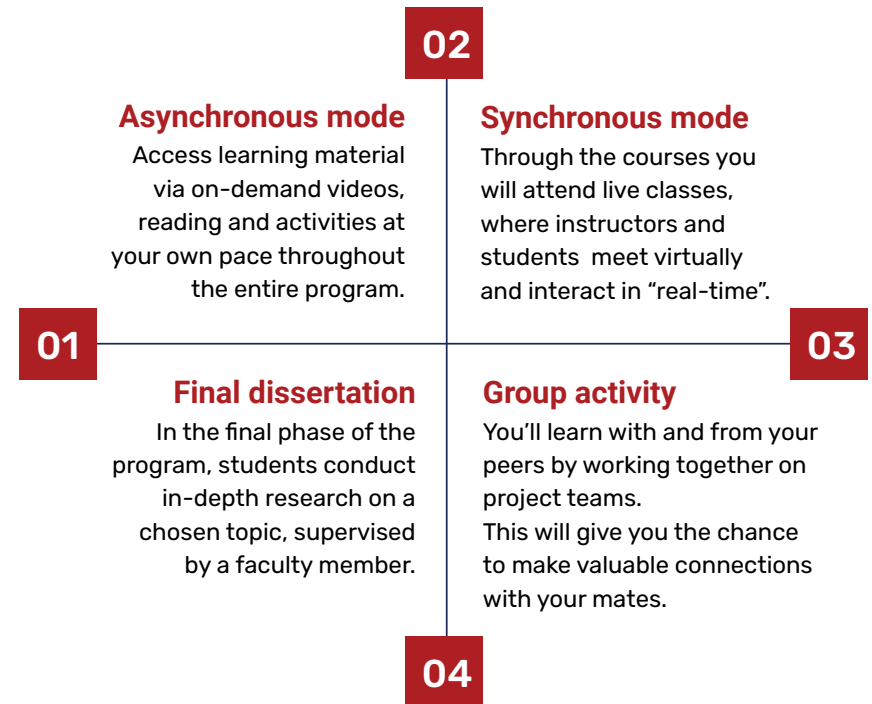 02
Asynchronous mode
Access learning material
via on-demand videos,
reading and activities at
your own pace throughout
the entire program.
Synchronous mode
Through the courses you
will attend live classes,
where instructors and
students meet virtually
and interact in “real-time”.
01
03
Final dissertation
In the final phase of the
program, students conduct
in-depth research on a
chosen topic, supervised
by a faculty member.
Group activity
You’ll learn with and from your
peers by working together on
project teams.
This will give you the chance
to make valuable connections
with your mates.
04